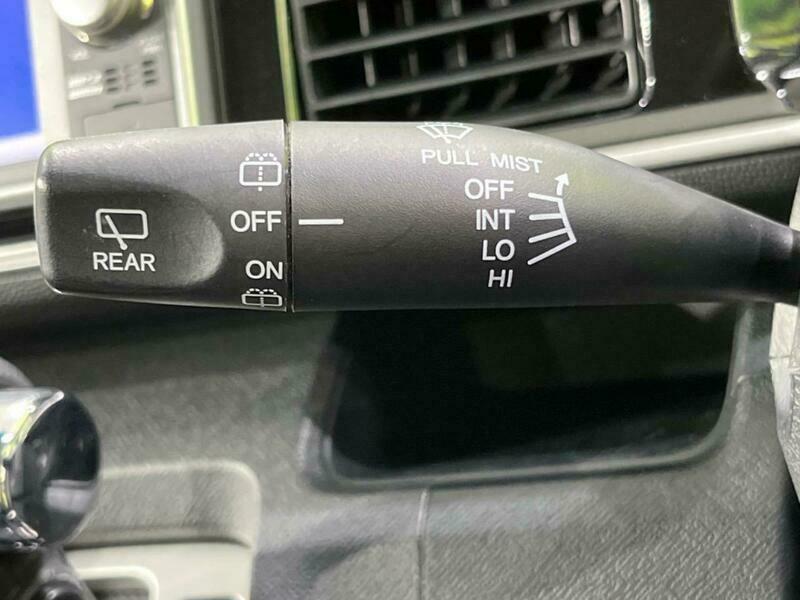 PULL MIST
OFF
INT
LO
HI
OFF
ON
REAR